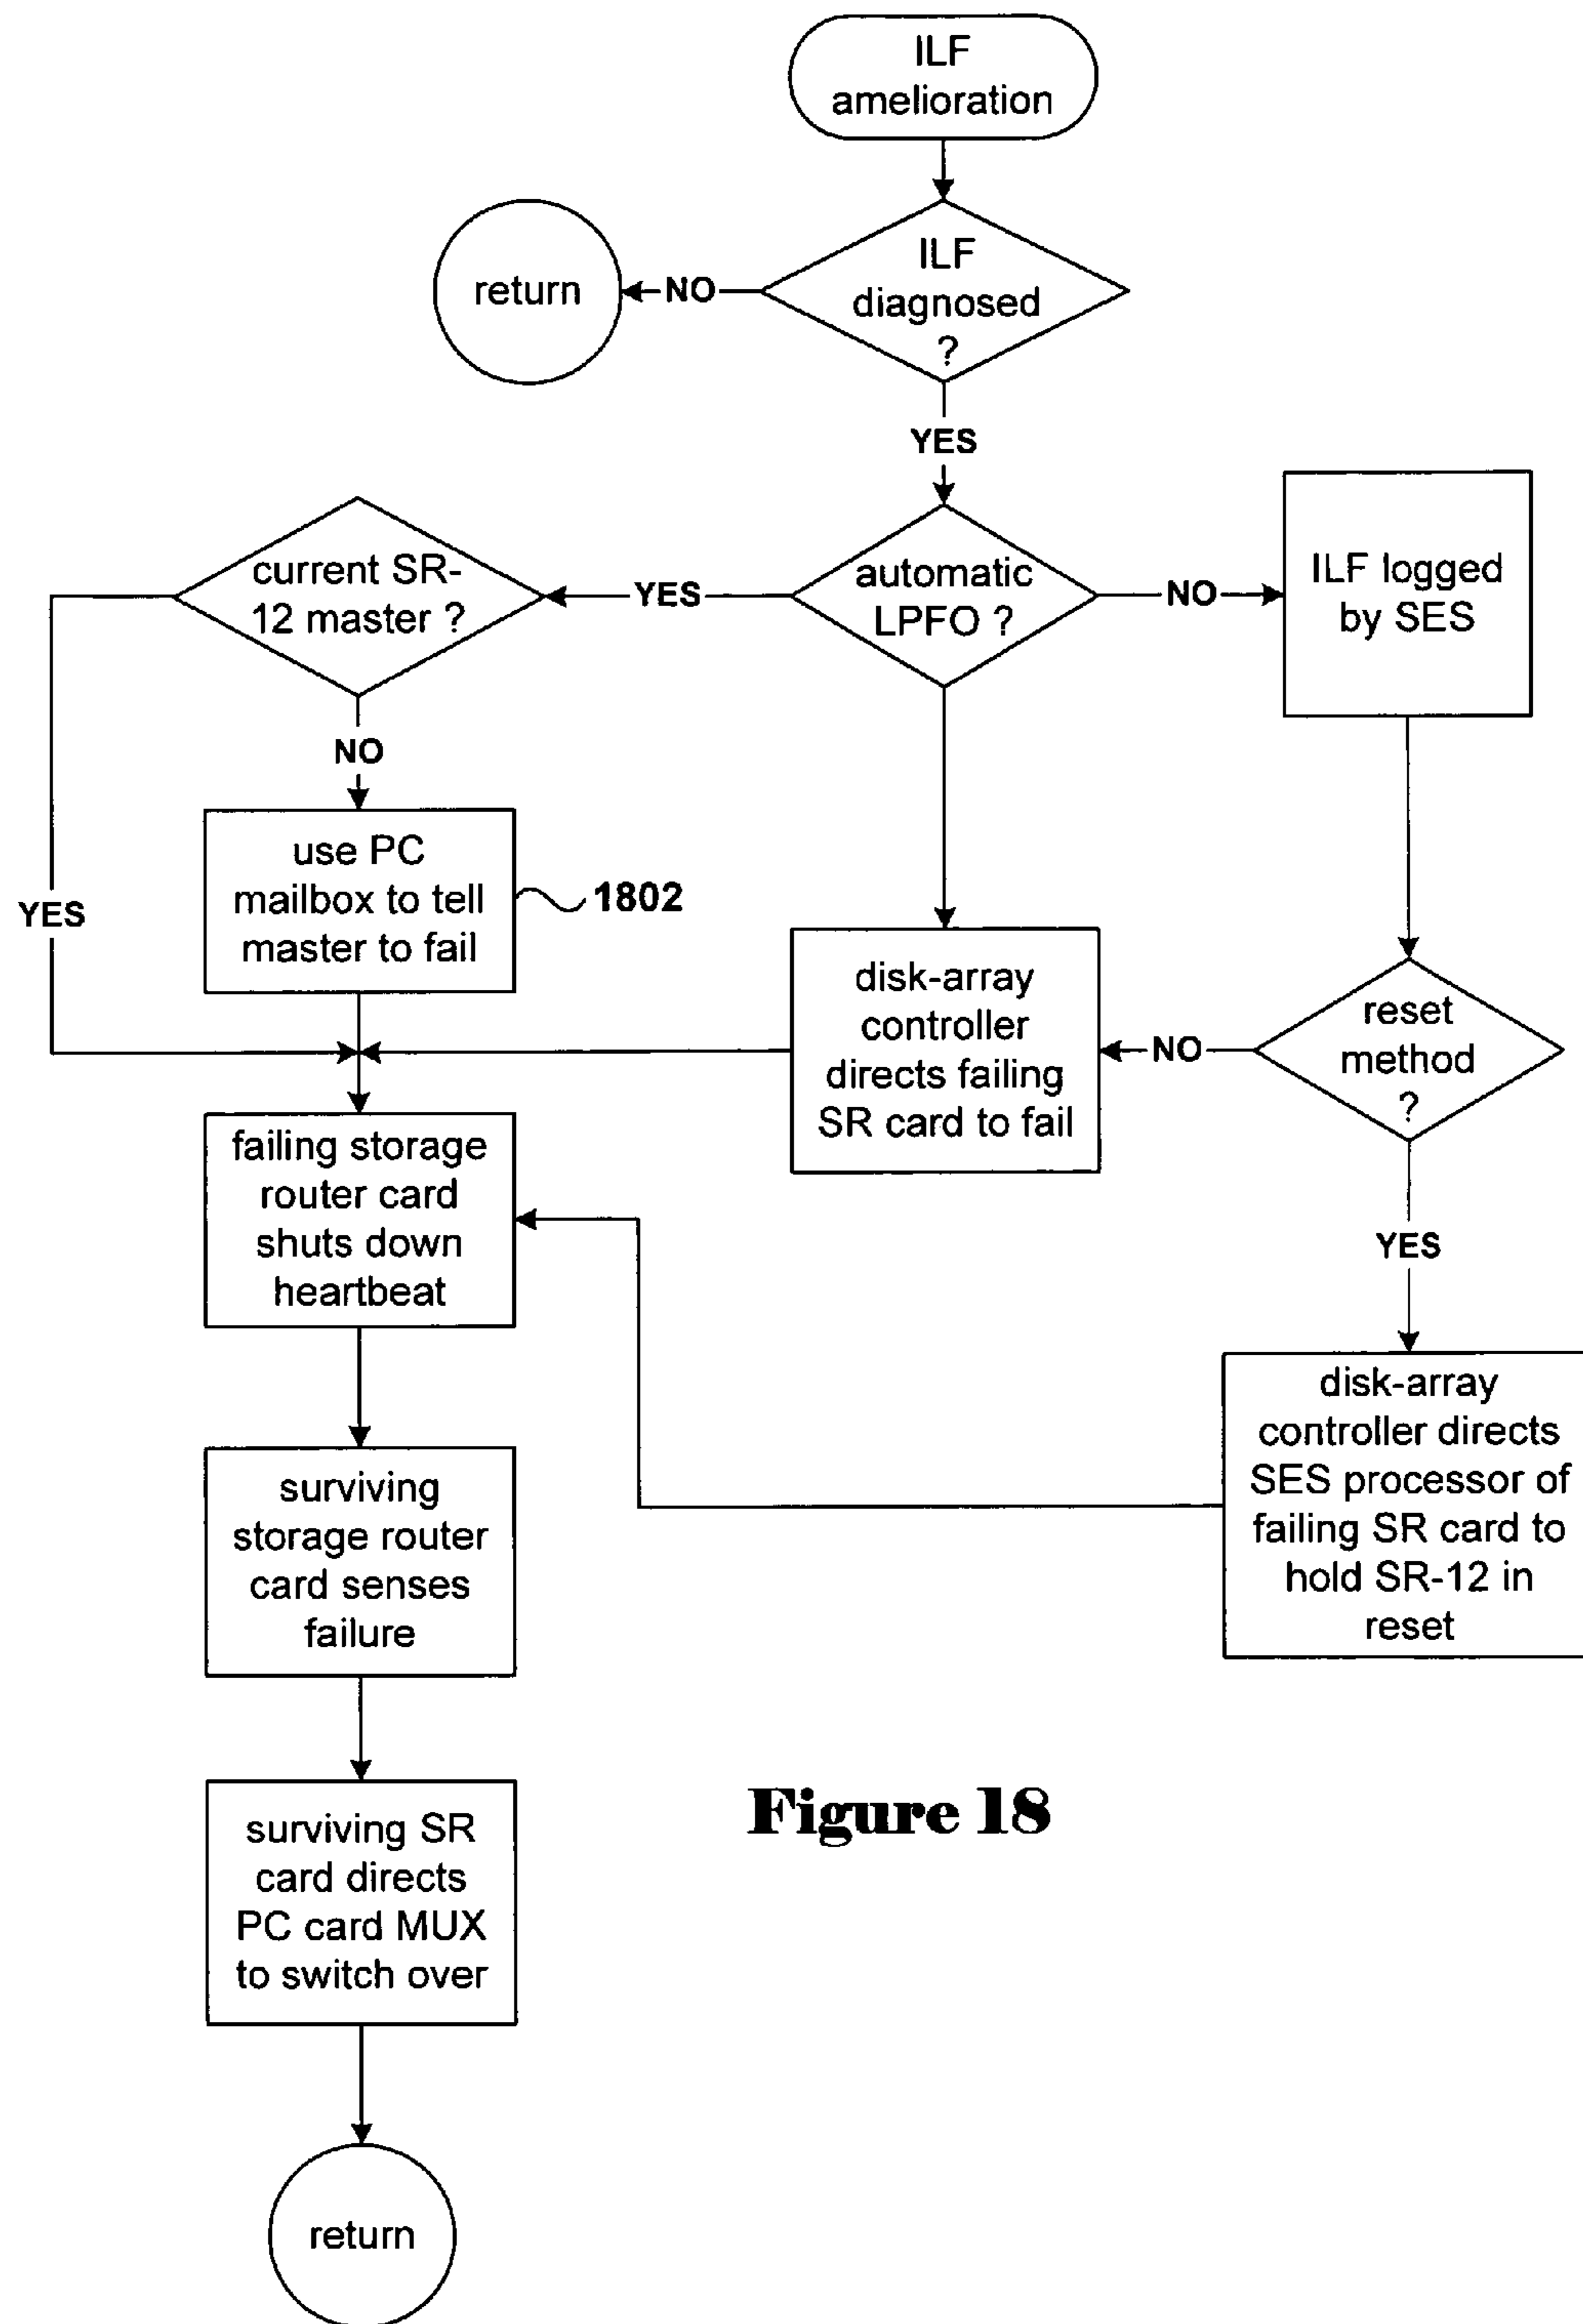 ILF
amelioration
ILF
diagnosed
?
return
NO
YES
current SR-
12 master ?
YES
automatic
LPFO ?
NO
ILF logged
by SES
NO
YES
use PC
mailbox to tell
master to fail
1802
disk-array
controller
directs failing
SR card to fail
NO
reset
method
?
YES
failing storage
router card
shuts down
heartbeat
disk-array
controller directs
SES processor of
failing SR card to
hold SR-12 in
reset
surviving
storage router
card senses
failure
surviving SR
card directs
PC card MUX
to switch over
Figure 18
return